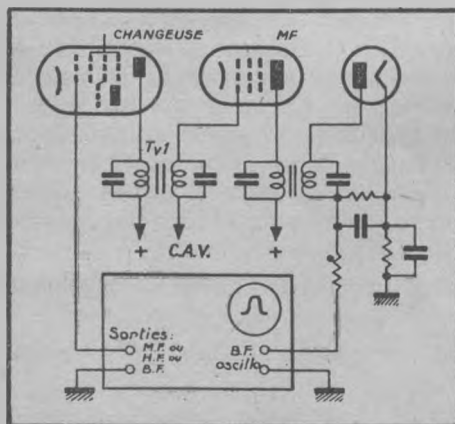 CHANGEUSE
MF
Tv1
+ C.A.V. +
Sorties:
M.F. ou
H.F. ou
B.F.
B.F.
oscillo